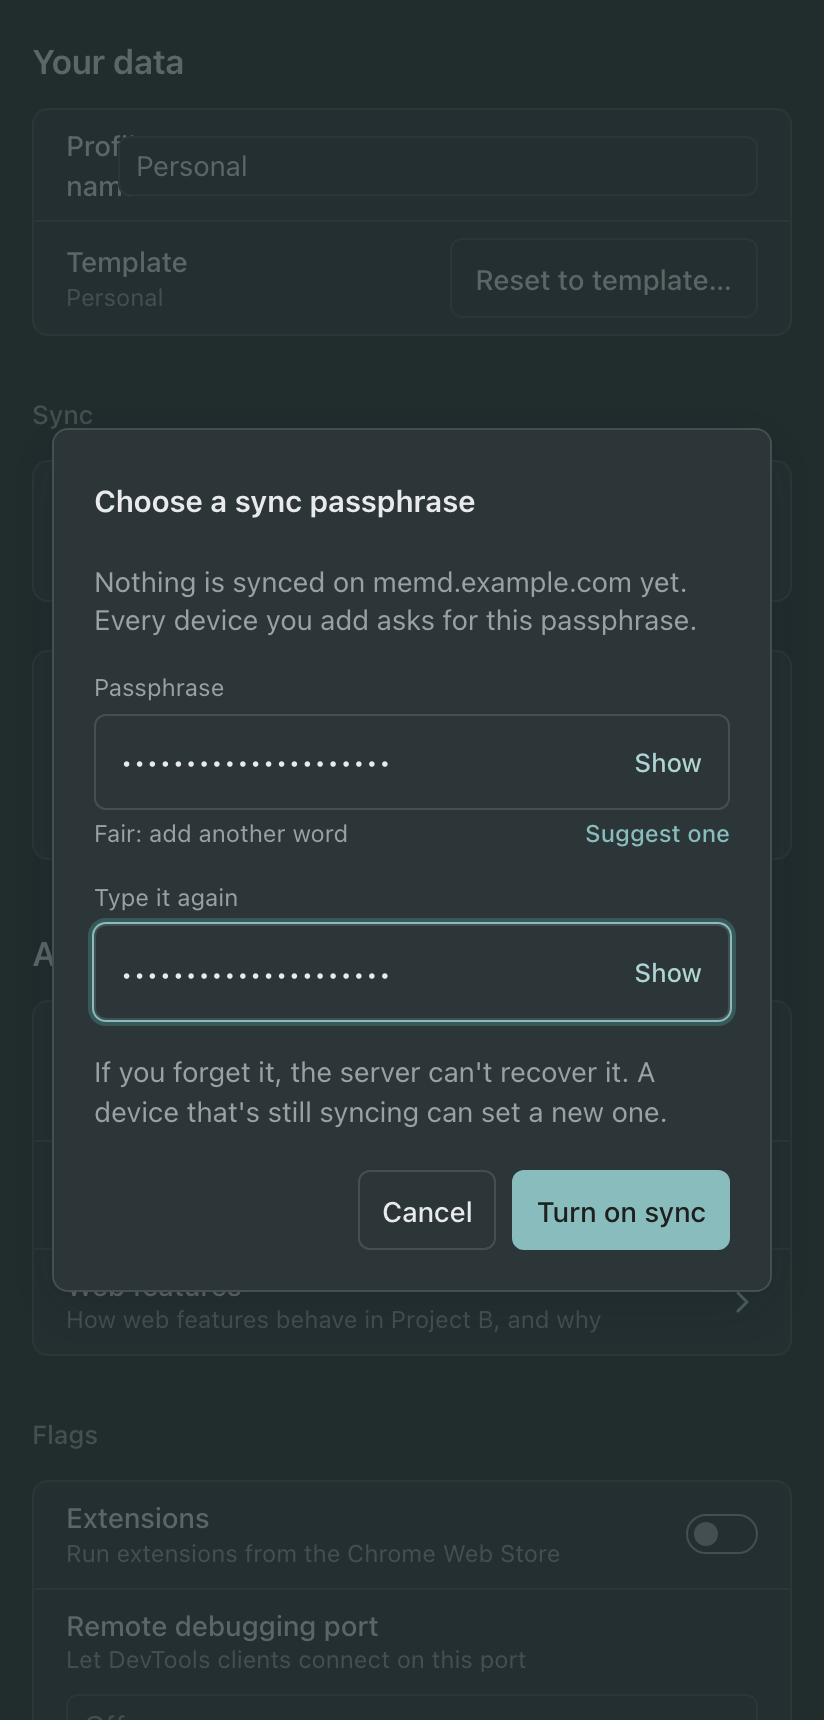 Your data
Profil
nam
Personal
Template
Personal
Reset to template...
Sync
Choose a sync passphrase
Nothing is synced on memd.example.com yet.
Every device you add asks for this passphrase.
Passphrase
•••••••••••••••••••••
Show
Fair: add another word
Suggest one
Type it again
•••••••••••••••••••••
Show
If you forget it, the server can't recover it. A
device that's still syncing can set a new one.
Cancel
Turn on sync
Web features
How web features behave in Project B, and why
Flags
Extensions
Run extensions from the Chrome Web Store
Remote debugging port
Let DevTools clients connect on this port